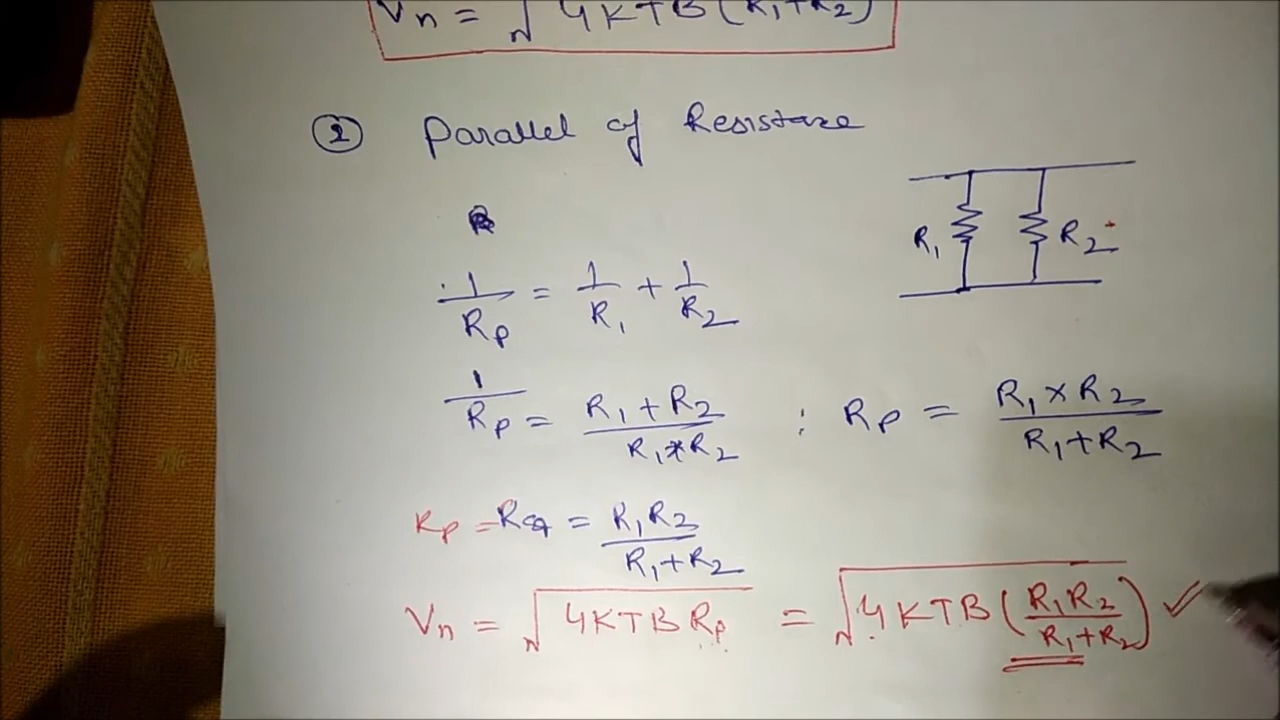 Vn = √4KTB(R₁+R₂)
② Parallel of Resistance
R₁ R₂
1/Rp = 1/R₁ + 1/R₂
1/Rp = (R₁+R₂)/(R₁*R₂) ; Rp = (R₁×R₂)/(R₁+R₂)
Rp = Req = R₁R₂/(R₁+R₂)
Vn = √4KTBRp = √4KTB(R₁R₂/(R₁+R₂)) ✓